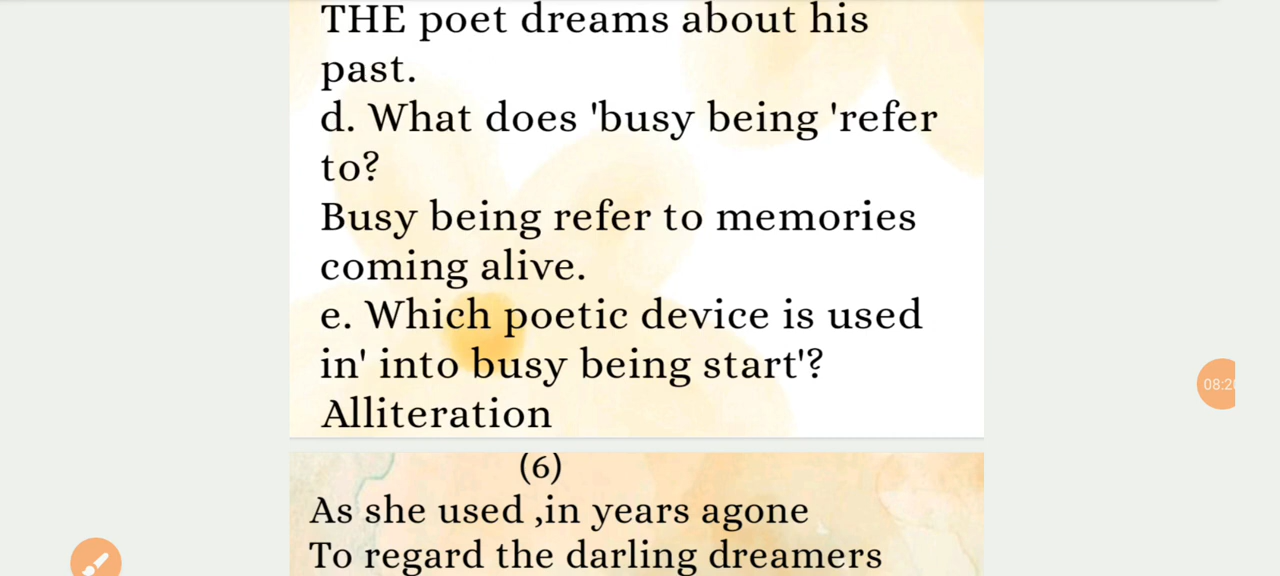 THE poet dreams about his
past.
d. What does 'busy being 'refer
to?
Busy being refer to memories
coming alive.
e. Which poetic device is used
in' into busy being start'?
Alliteration
(6)
As she used ,in years agone
To regard the darling dreamers